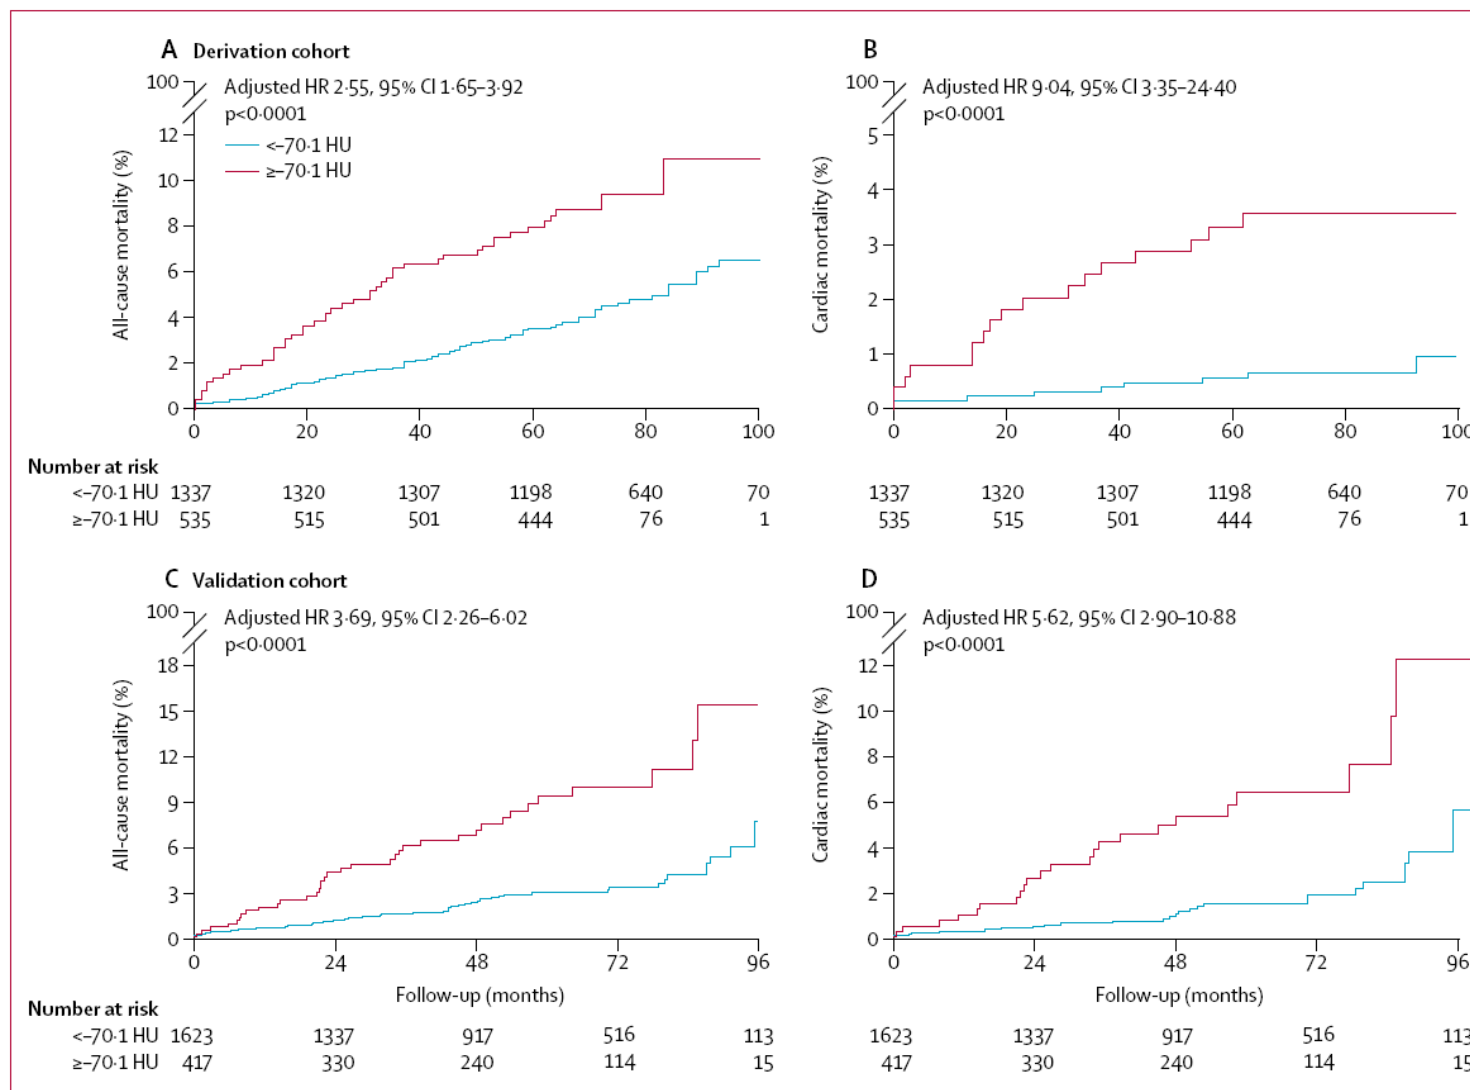 A Derivation cohort
Adjusted HR 2·55, 95% CI 1·65–3·92
p<0·0001
<–70·1 HU
≥–70·1 HU
All-cause mortality (%)
100
12
10
8
6
4
2
0
0 20 40 60 80 100
Number at risk
<–70·1 HU 1337 1320 1307 1198 640 70
≥–70·1 HU 535 515 501 444 76 1
B
Adjusted HR 9·04, 95% CI 3·35–24·40
p<0·0001
Cardiac mortality (%)
100
5
4
3
2
1
0
0 20 40 60 80 100
1337 1320 1307 1198 640 70
535 515 501 444 76 1
C Validation cohort
Adjusted HR 3·69, 95% CI 2·26–6·02
p<0·0001
All-cause mortality (%)
100
18
15
12
9
6
3
0
0 24 48 72 96
Follow-up (months)
Number at risk
<–70·1 HU 1623 1337 917 516 113
≥–70·1 HU 417 330 240 114 15
D
Adjusted HR 5·62, 95% CI 2·90–10·88
p<0·0001
Cardiac mortality (%)
100
12
10
8
6
4
2
0
0 24 48 72 96
Follow-up (months)
1623 1337 917 516 113
417 330 240 114 15